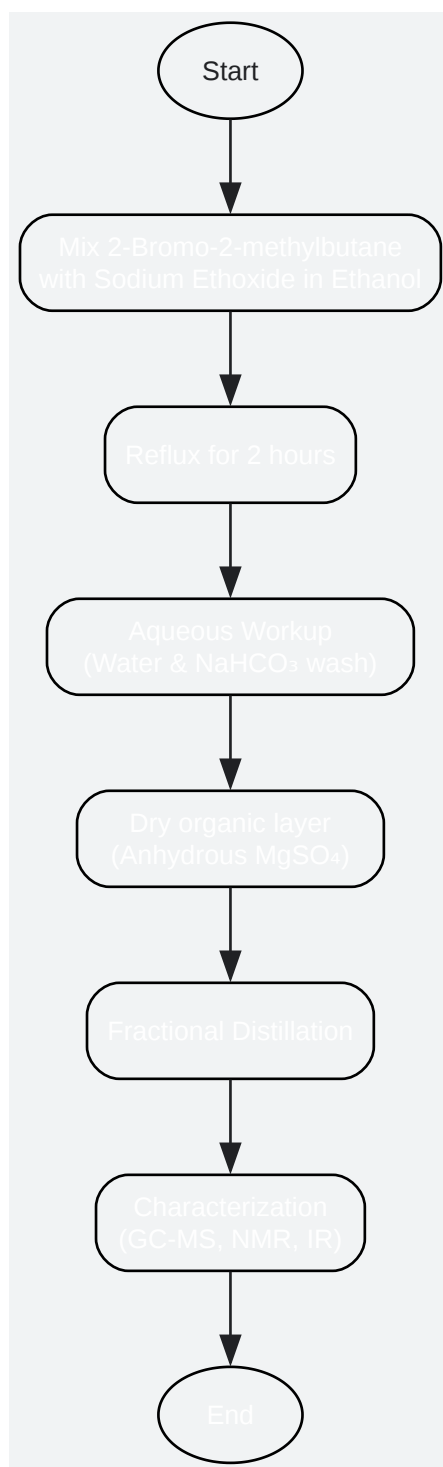 Start
Mix 2-Bromo-2-methylbutane
with Sodium Ethoxide in Ethanol
Reflux for 2 hours
Aqueous Workup
(Water & NaHCO₃ wash)
Dry organic layer
(Anhydrous MgSO₄)
Fractional Distillation
Characterization
(GC-MS, NMR, IR)
End